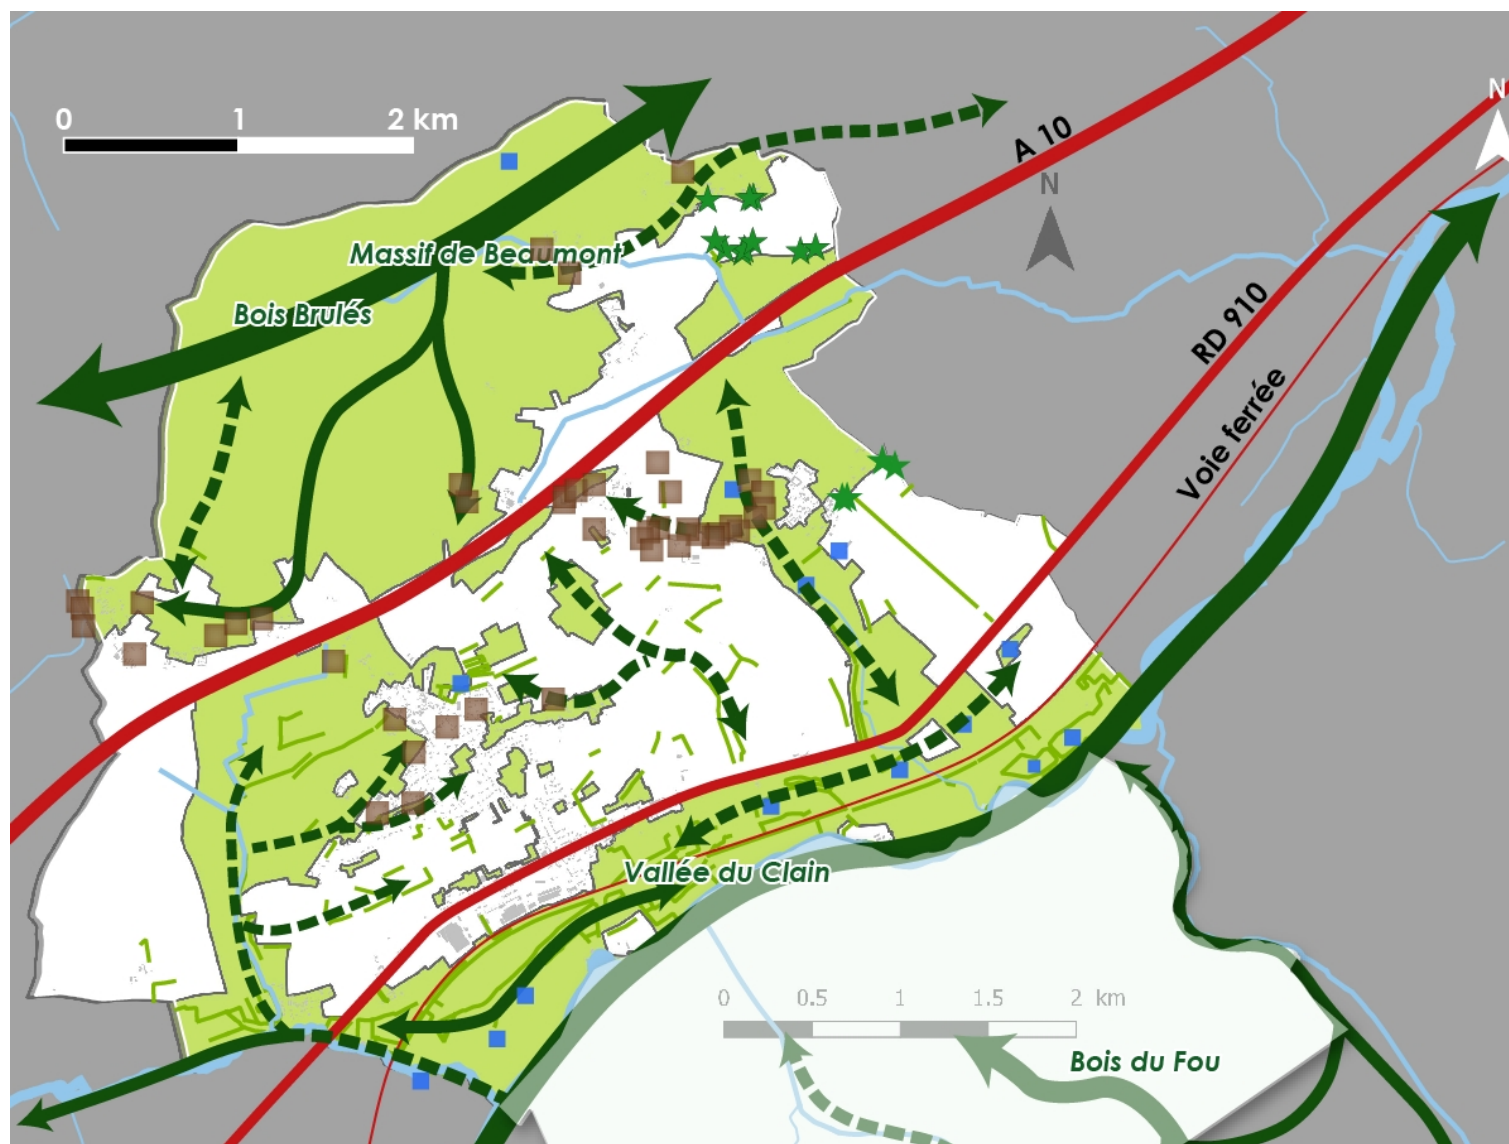 N
0 1 2 km
A 10
N
Massif de Beaumont
Bois Brulés
RD 910
Voie ferrée
Vallée du Clain
0 0.5 1 1.5 2 km
Bois du Fou